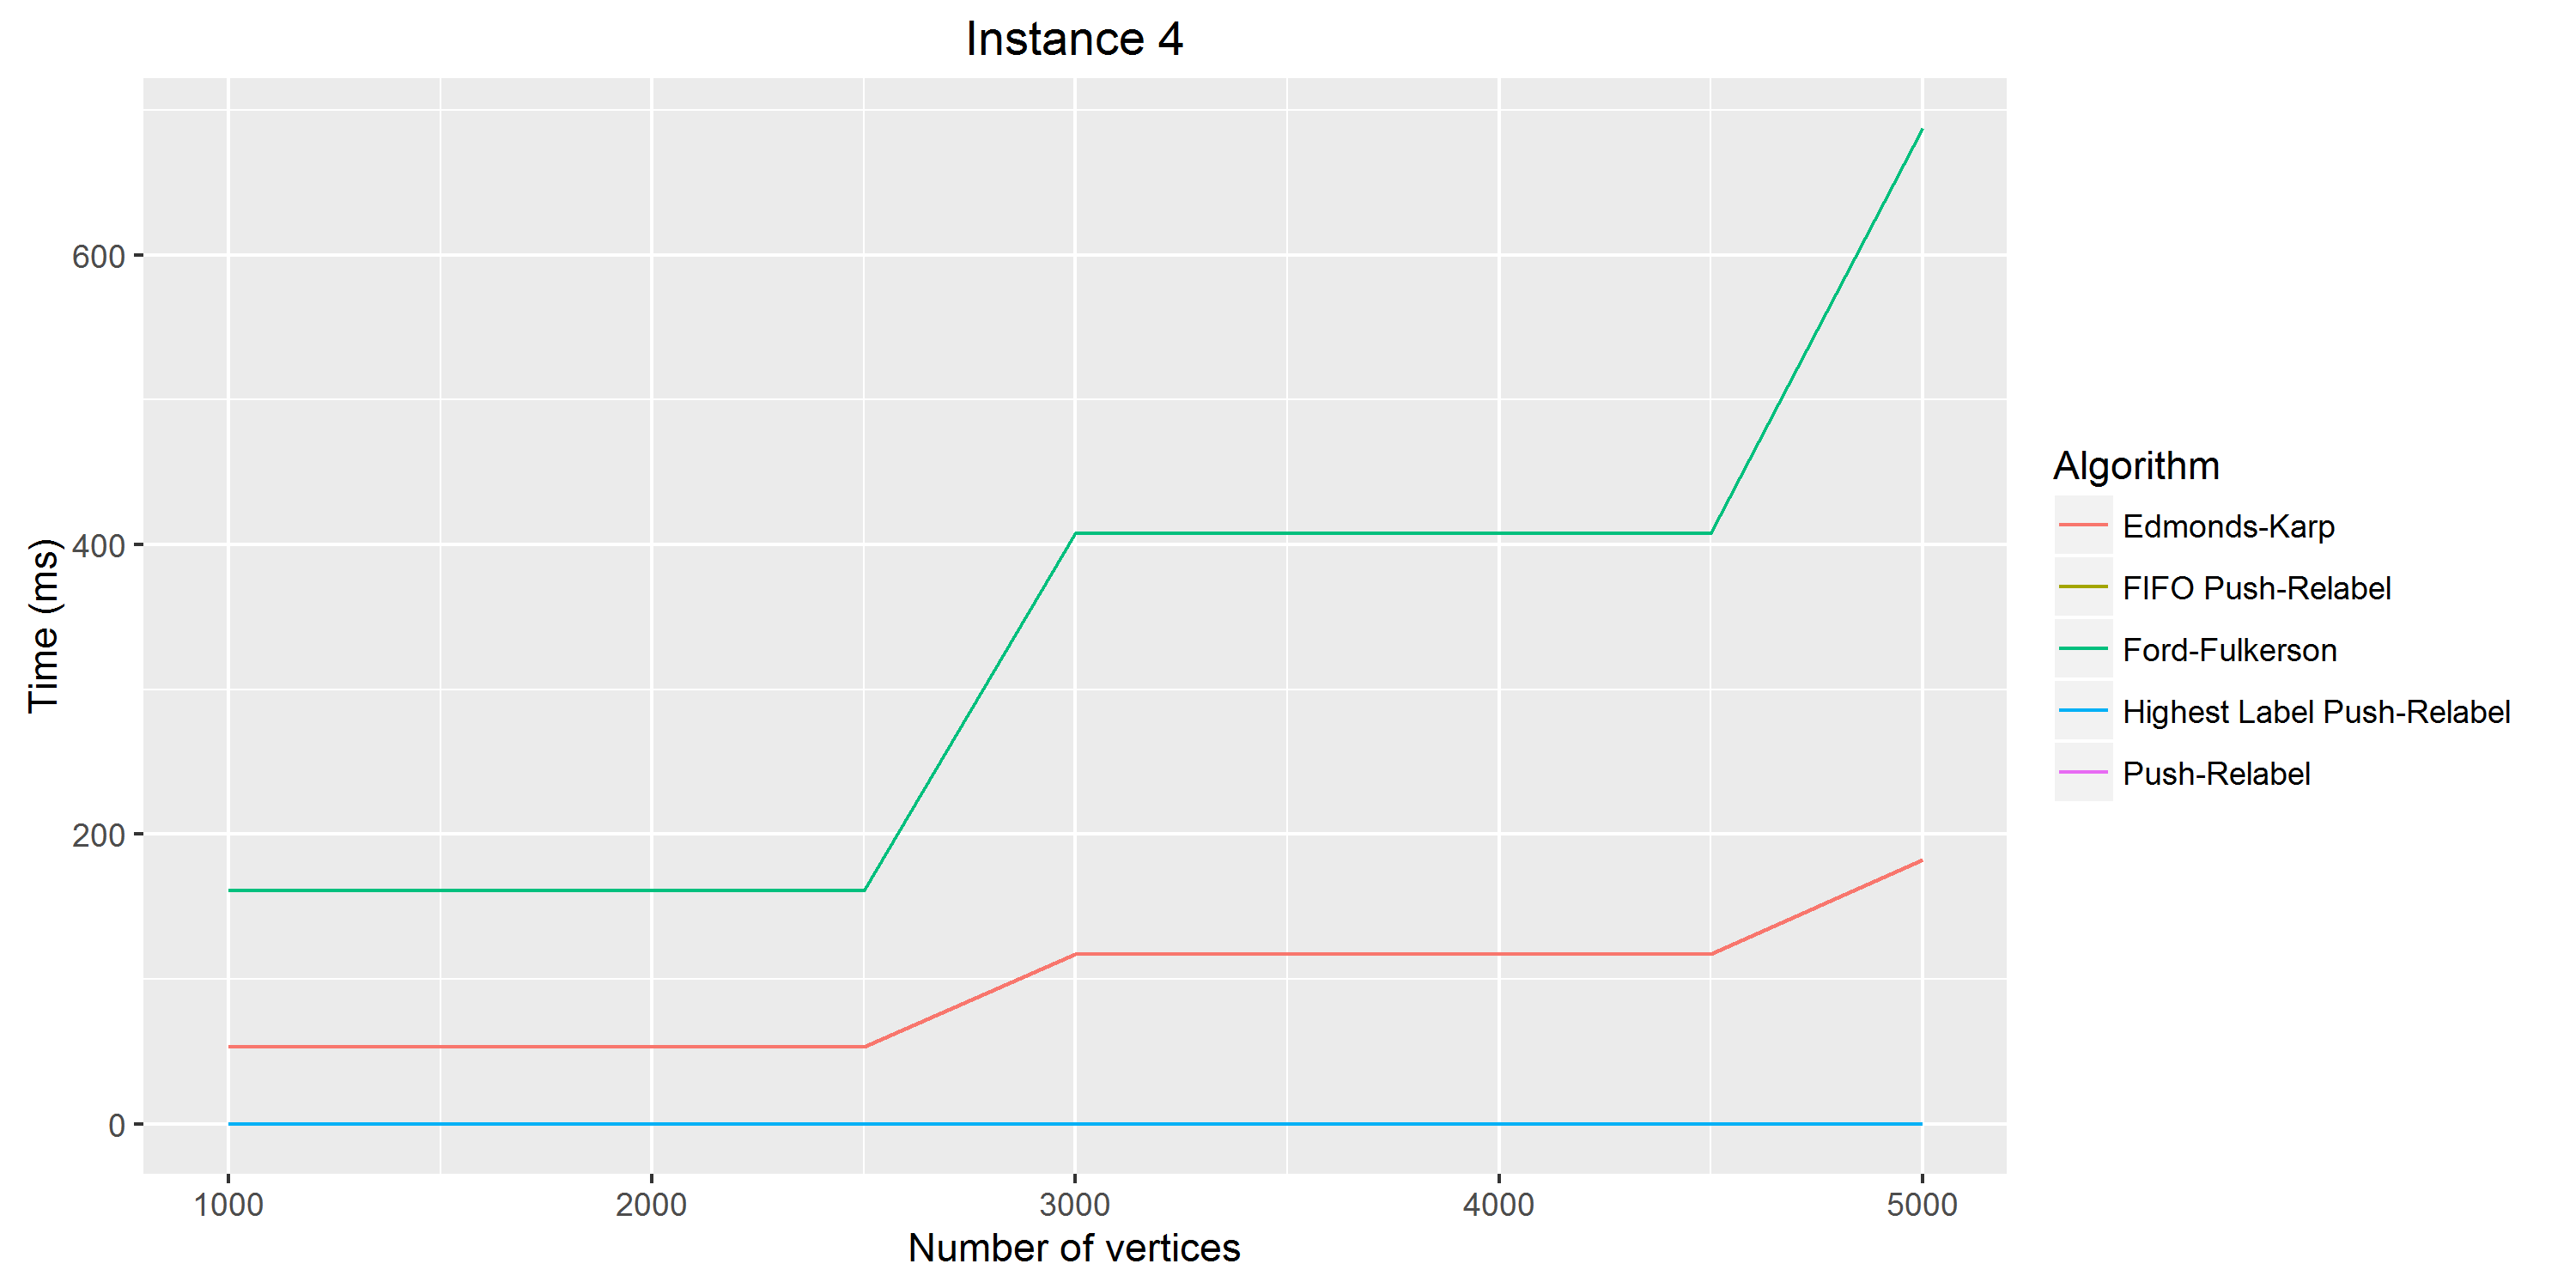 Instance 4
600
400
200
0
Time (ms)
1000 2000 3000 4000 5000
Number of vertices
Algorithm
Edmonds-Karp
FIFO Push-Relabel
Ford-Fulkerson
Highest Label Push-Relabel
Push-Relabel